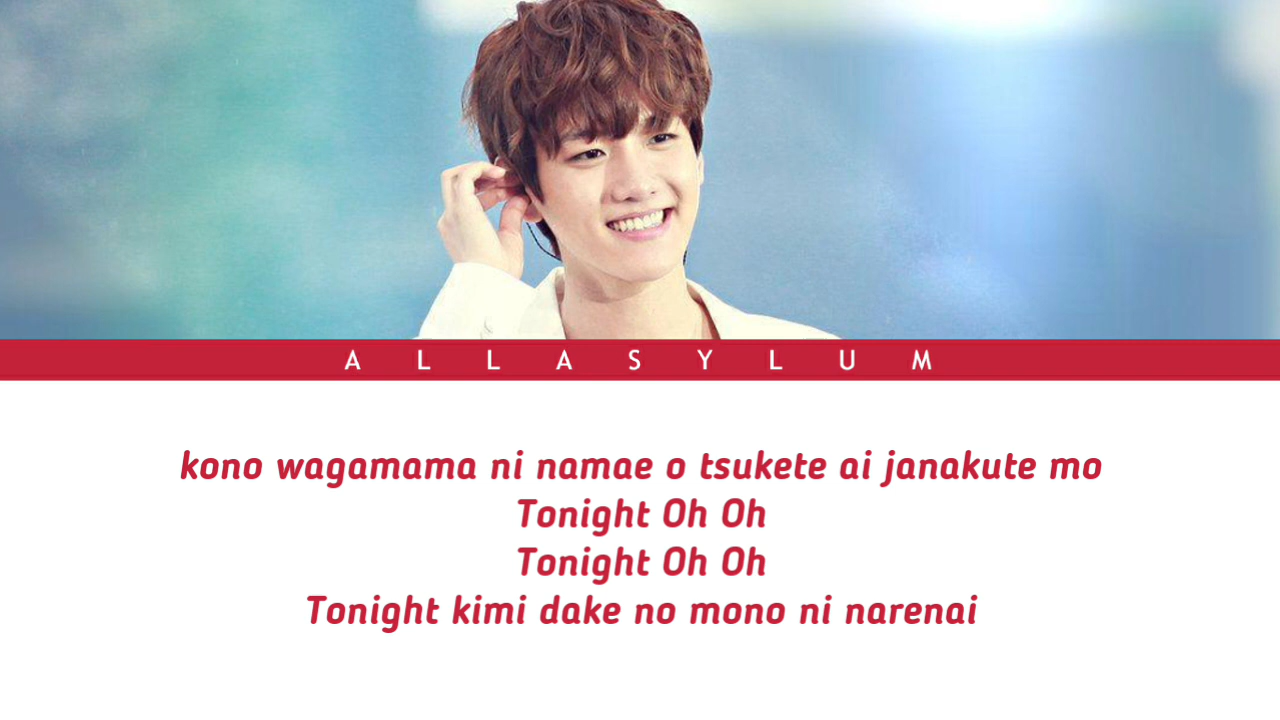 ALLASYLUM
kono wagamama ni namae o tsukete ai janakute mo
Tonight Oh Oh
Tonight Oh Oh
Tonight kimi dake no mono ni narenai